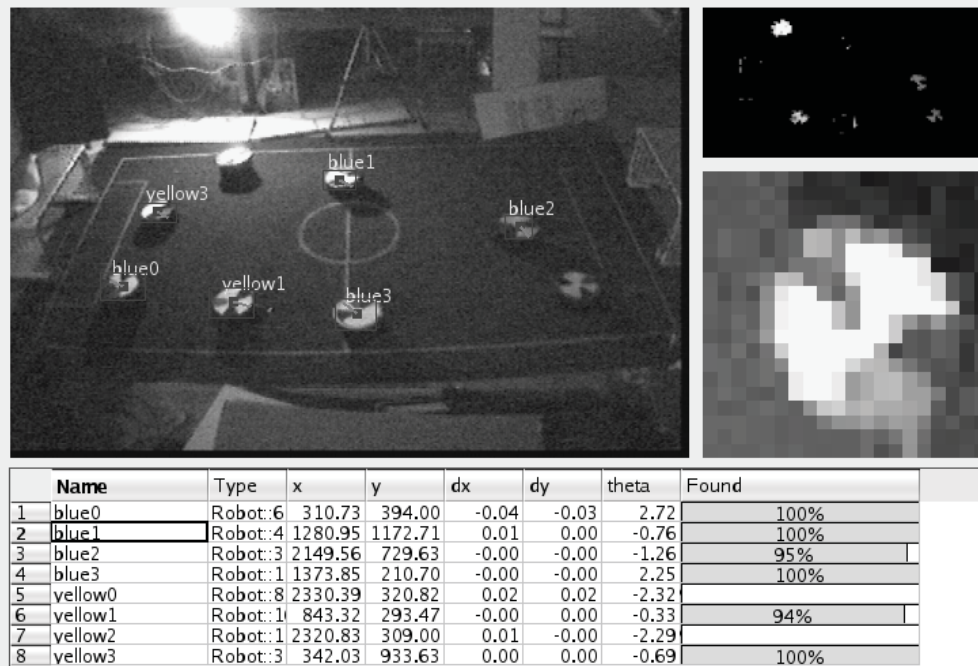 blue1
yellow3
blue2
blue0
yellow1
blue3
Name Type x y dx dy theta Found
1 blue0 Robot::6 310.73 394.00 -0.04 -0.03 2.72 100%
2 blue1 Robot::4 1280.95 1172.71 0.01 0.00 -0.76 100%
3 blue2 Robot::3 2149.56 729.63 -0.00 -0.00 -1.26 95%
4 blue3 Robot::1 1373.85 210.70 -0.00 -0.00 2.25 100%
5 yellow0 Robot::8 2330.39 320.82 0.02 0.02 -2.32
6 yellow1 Robot::1 843.32 293.47 -0.00 0.00 -0.33 94%
7 yellow2 Robot::1 2320.83 309.00 0.01 -0.00 -2.29
8 yellow3 Robot::3 342.03 933.63 0.00 0.00 -0.69 100%